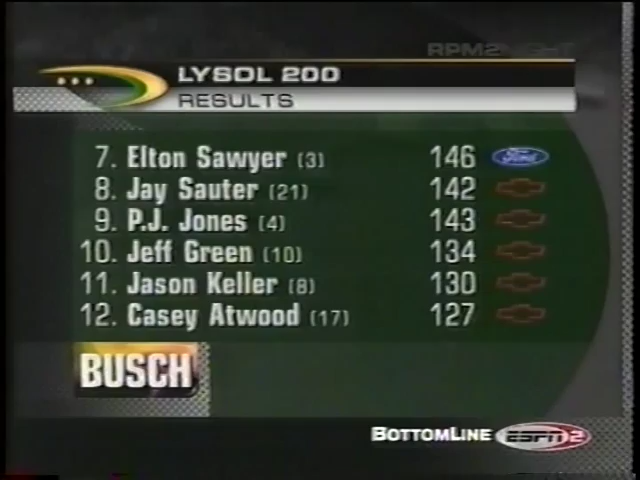 RPM2NIGHT
LYSOL 200
RESULTS
7. Elton Sawyer (3) 146 Ford
8. Jay Sauter (21) 142
9. P.J. Jones (4) 143
10. Jeff Green (10) 134
11. Jason Keller (8) 130
12. Casey Atwood (17) 127
BUSCH
BOTTOMLINE ESPN2